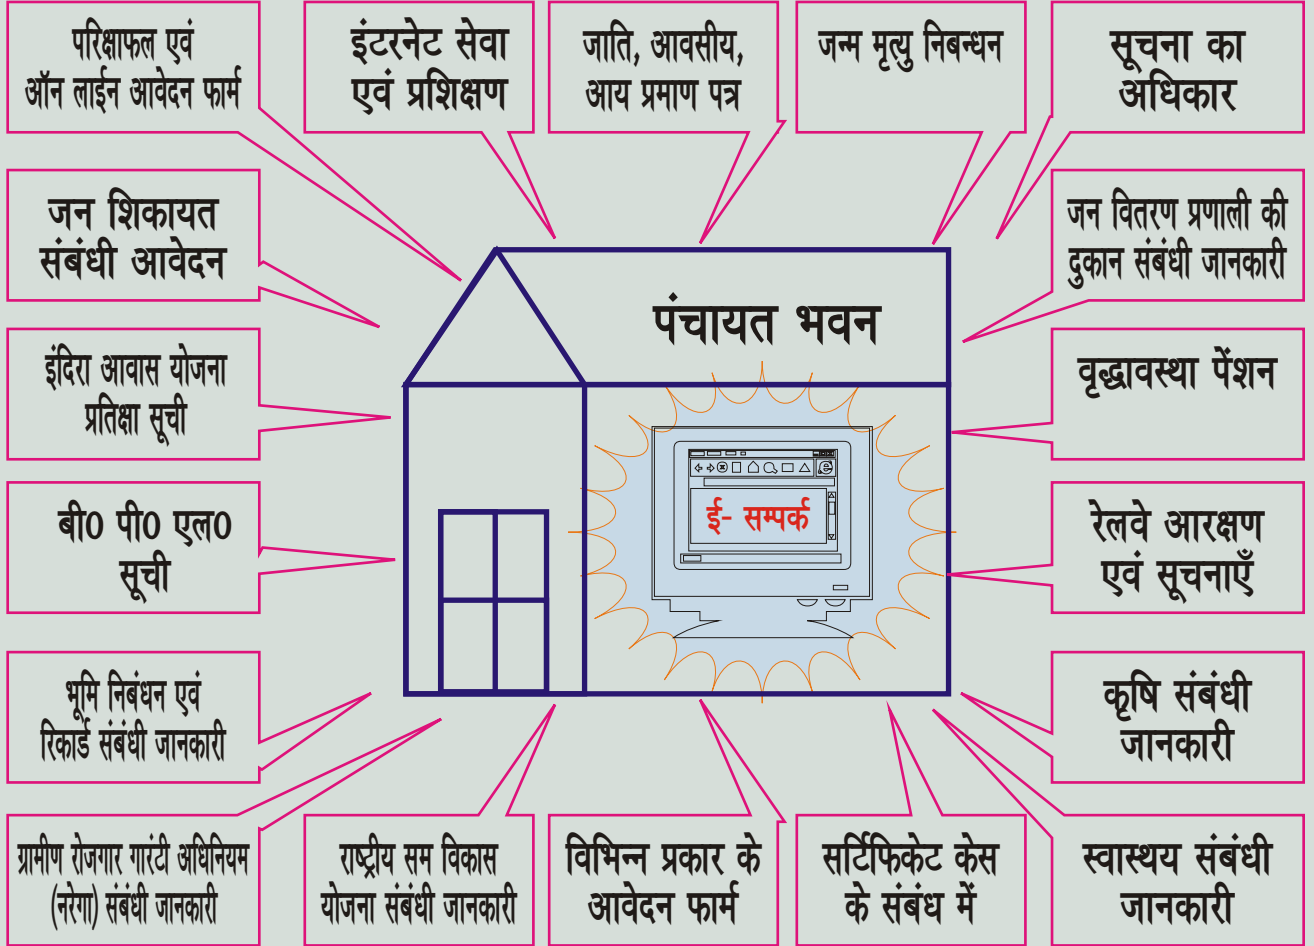 परिक्षाफल एवं
ऑन लाईन आवेदन फार्म
इंटरनेट सेवा
एवं प्रशिक्षण
जाति, आवसीय,
आय प्रमाण पत्र
जन्म मृत्यु निबन्धन
सूचना का
अधिकार
जन शिकायत
संबंधी आवेदन
जन वितरण प्रणाली की
दुकान संबंधी जानकारी
पंचायत भवन
इंदिरा आवास योजना
प्रतिक्षा सूची
वृद्धावस्था पेंशन
ई- सम्पर्क
बी0 पी0 एल0
सूची
रेलवे आरक्षण
एवं सूचनाएँ
भूमि निबंधन एवं
रिकार्ड संबंधी जानकारी
कृषि संबंधी
जानकारी
ग्रामीण रोजगार गारंटी अधिनियम
(नरेगा) संबंधी जानकारी
राष्ट्रीय सम विकास
योजना संबंधी जानकारी
विभिन्न प्रकार के
आवेदन फार्म
सर्टिफिकेट केस
के संबंध में
स्वास्थय संबंधी
जानकारी